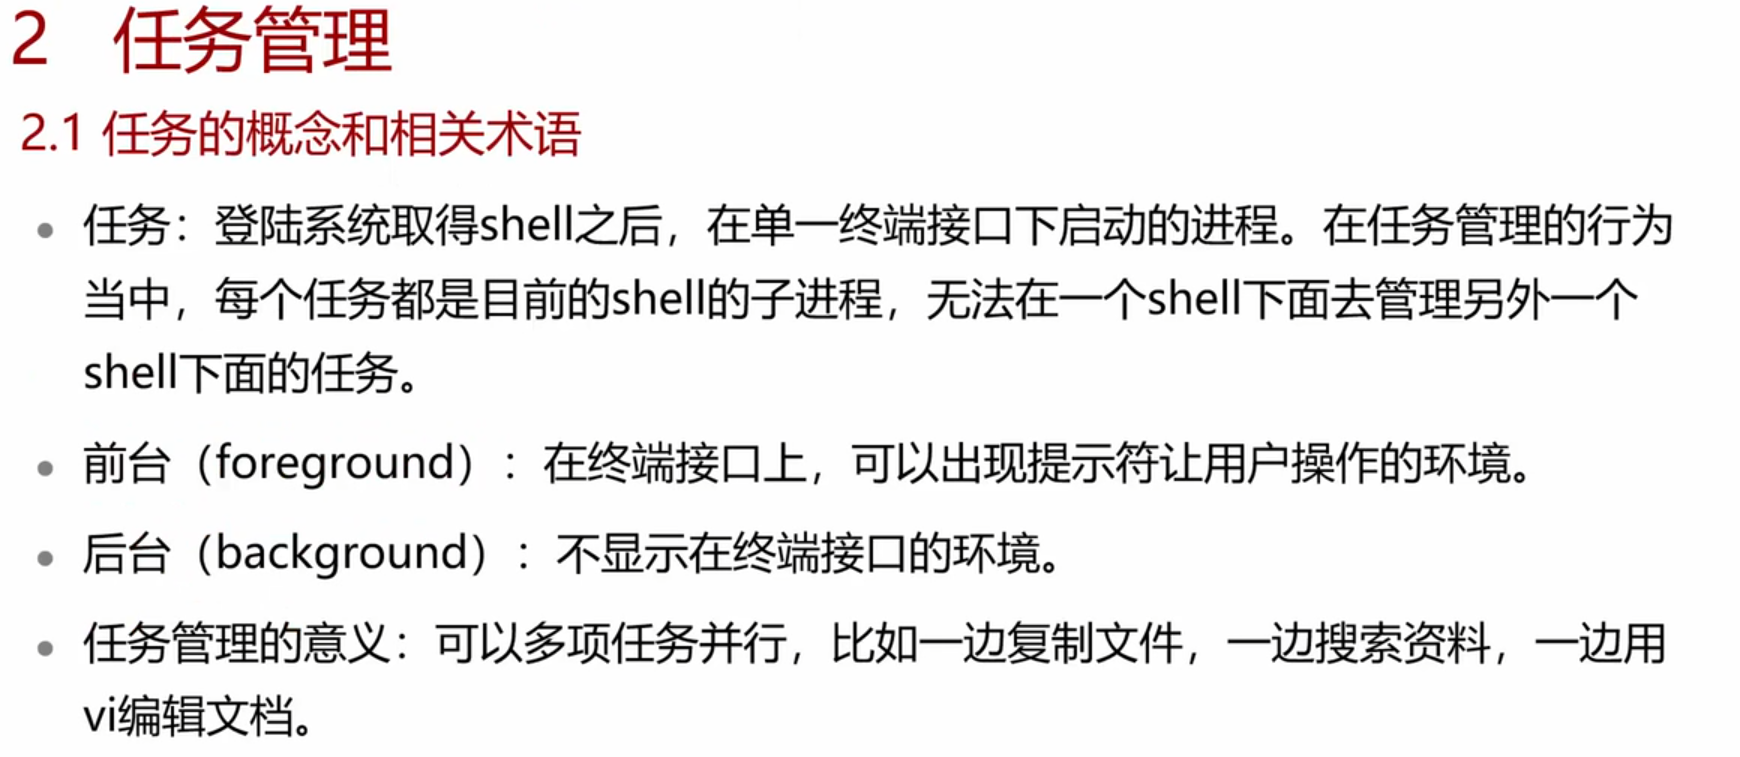 2 任务管理
2.1 任务的概念和相关术语
• 任务：登陆系统取得shell之后，在单一终端接口下启动的进程。在任务管理的行为
当中，每个任务都是目前的shell的子进程，无法在一个shell下面去管理另外一个
shell下面的任务。
• 前台（foreground）：在终端接口上，可以出现提示符让用户操作的环境。
• 后台（background）：不显示在终端接口的环境。
• 任务管理的意义：可以多项任务并行，比如一边复制文件，一边搜索资料，一边用
vi编辑文档。